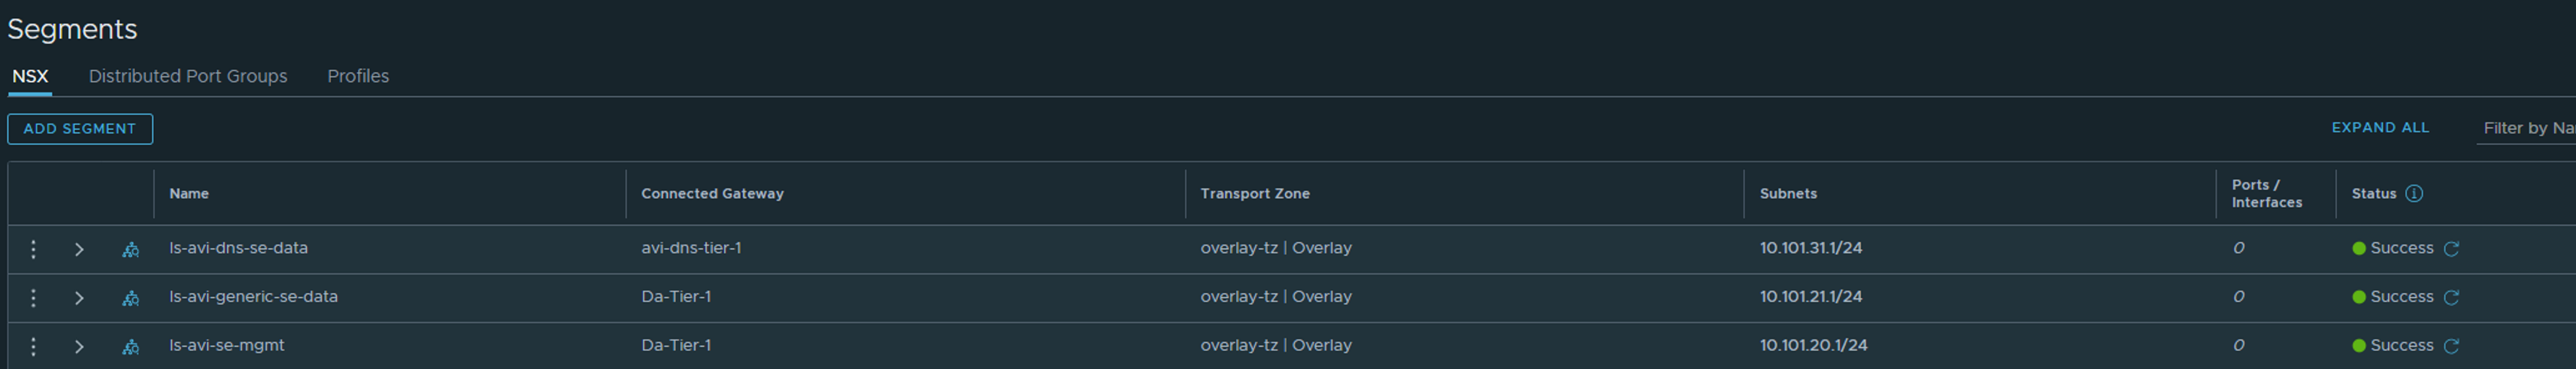 Segments
NSX Distributed Port Groups Profiles
ADD SEGMENT EXPAND ALL Filter by Na
Name Connected Gateway Transport Zone Subnets Ports / Interfaces Status
ls-avi-dns-se-data avi-dns-tier-1 overlay-tz | Overlay 10.101.31.1/24 0 Success
ls-avi-generic-se-data Da-Tier-1 overlay-tz | Overlay 10.101.21.1/24 0 Success
ls-avi-se-mgmt Da-Tier-1 overlay-tz | Overlay 10.101.20.1/24 0 Success